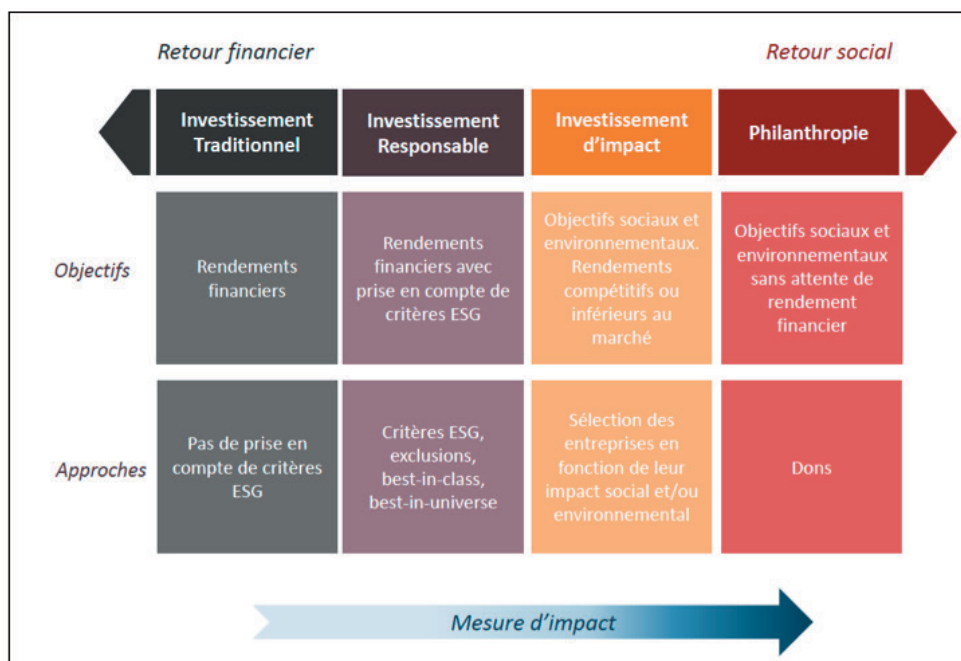 Retour financier
Retour social
Investissement
Traditionnel
Investissement
Responsable
Investissement
d'impact
Philanthropie
Objectifs
Rendements
financiers
Rendements
financiers avec
prise en compte de
critères ESG
Objectifs sociaux et
environnementaux.
Rendements
compétitifs ou
inférieurs au
marché
Objectifs sociaux et
environnementaux
sans attente de
rendement
financier
Approches
Pas de prise en
compte de critères
ESG
Critères ESG,
exclusions,
best-in-class,
best-in-universe
Sélection des
entreprises en
fonction de leur
impact social et/ou
environnemental
Dons
Mesure d'impact